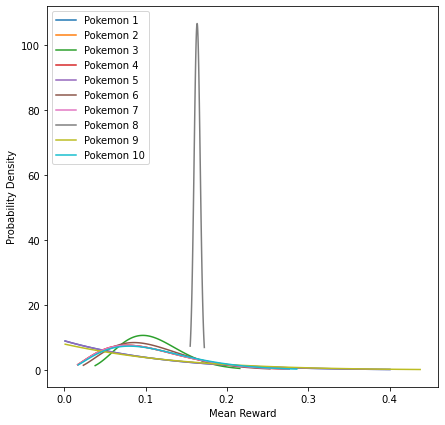 Pokemon 1
Pokemon 2
Pokemon 3
Pokemon 4
Pokemon 5
Pokemon 6
Pokemon 7
Pokemon 8
Pokemon 9
Pokemon 10
Probability Density
100
80
60
40
20
0
0.0 0.1 0.2 0.3 0.4
Mean Reward